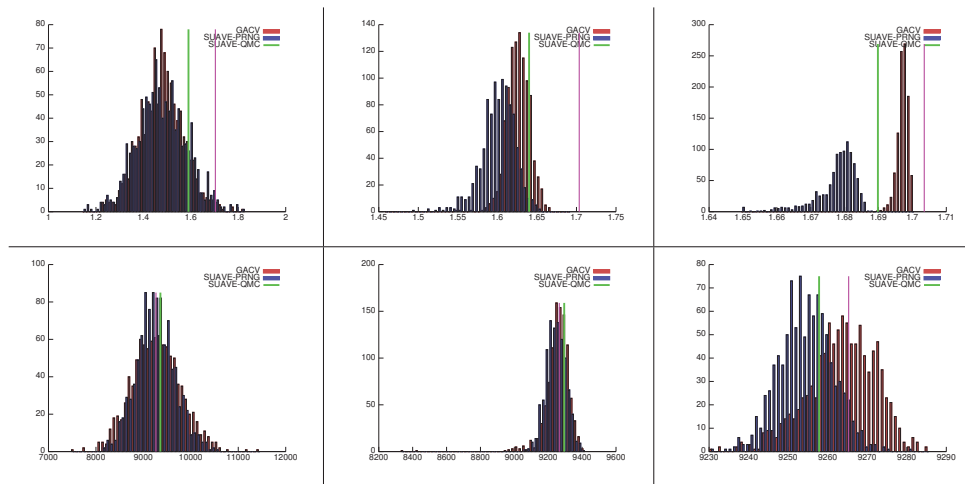 80
GACV
SUAVE-PRNG
SUAVE-QMC
70
60
50
40
30
20
10
0
1 1.2 1.4 1.6 1.8 2
140
GACV
SUAVE-PRNG
SUAVE-QMC
120
100
80
60
40
20
0
1.45 1.5 1.55 1.6 1.65 1.7 1.75
300
GACV
SUAVE-PRNG
SUAVE-QMC
250
200
150
100
50
0
1.64 1.65 1.66 1.67 1.68 1.69 1.7 1.71
100
GACV
SUAVE-PRNG
SUAVE-QMC
80
60
40
20
0
7000 8000 9000 10000 11000 12000
200
GACV
SUAVE-PRNG
SUAVE-QMC
150
100
50
0
8200 8400 8600 8800 9000 9200 9400 9600
80
GACV
SUAVE-PRNG
SUAVE-QMC
70
60
50
40
30
20
10
0
9230 9240 9250 9260 9270 9280 9290